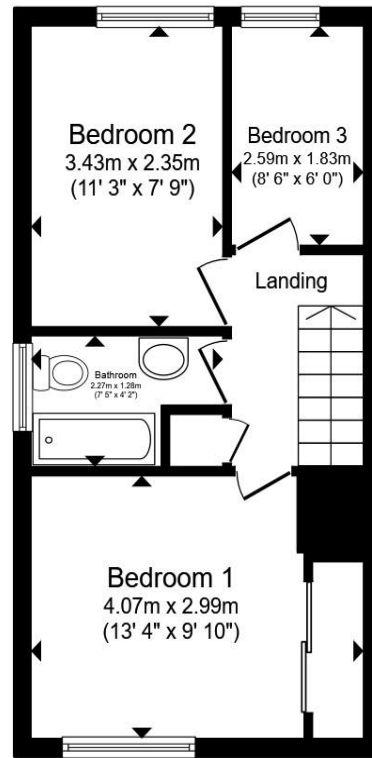 Bedroom 2
3.43m x 2.35m
(11' 3" x 7' 9")
Bedroom 3
2.59m x 1.83m
(8' 6" x 6' 0")
Landing
Bathroom
2.27m x 1.28m
(7' 5" x 4' 2")
Bedroom 1
4.07m x 2.99m
(13' 4" x 9' 10")